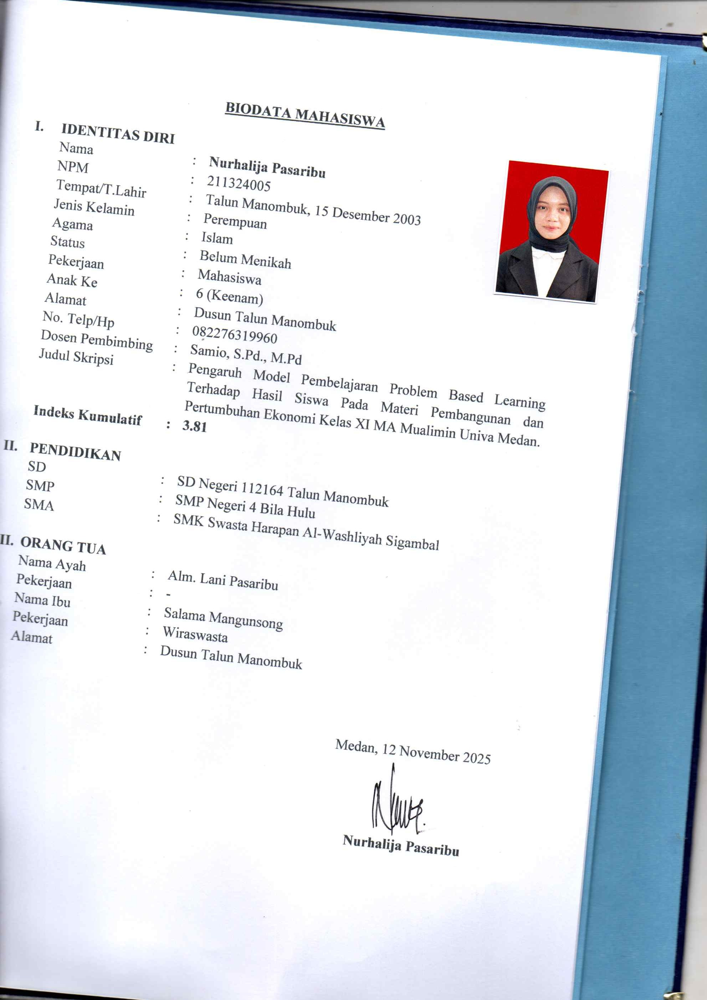 BIODATA MAHASISWA
I. IDENTITAS DIRI
Nama : Nurhalija Pasaribu
NPM : 211324005
Tempat/T.Lahir : Talun Manombuk, 15 Desember 2003
Jenis Kelamin : Perempuan
Agama : Islam
Status : Belum Menikah
Pekerjaan : Mahasiswa
Anak Ke : 6 (Keenam)
Alamat : Dusun Talun Manombuk
No. Telp/Hp : 082276319960
Dosen Pembimbing : Samio, S.Pd., M.Pd
Judul Skripsi : Pengaruh Model Pembelajaran Problem Based Learning
Terhadap Hasil Siswa Pada Materi Pembangunan dan
Pertumbuhan Ekonomi Kelas XI MA Mualimin Univa Medan.
Indeks Kumulatif : 3.81
II. PENDIDIKAN
SD : SD Negeri 112164 Talun Manombuk
SMP : SMP Negeri 4 Bila Hulu
SMA : SMK Swasta Harapan Al-Washliyah Sigambal
II. ORANG TUA
Nama Ayah : Alm. Lani Pasaribu
Pekerjaan : -
Nama Ibu : Salama Mangunsong
Pekerjaan : Wiraswasta
Alamat : Dusun Talun Manombuk
Medan, 12 November 2025
Nurhalija Pasaribu